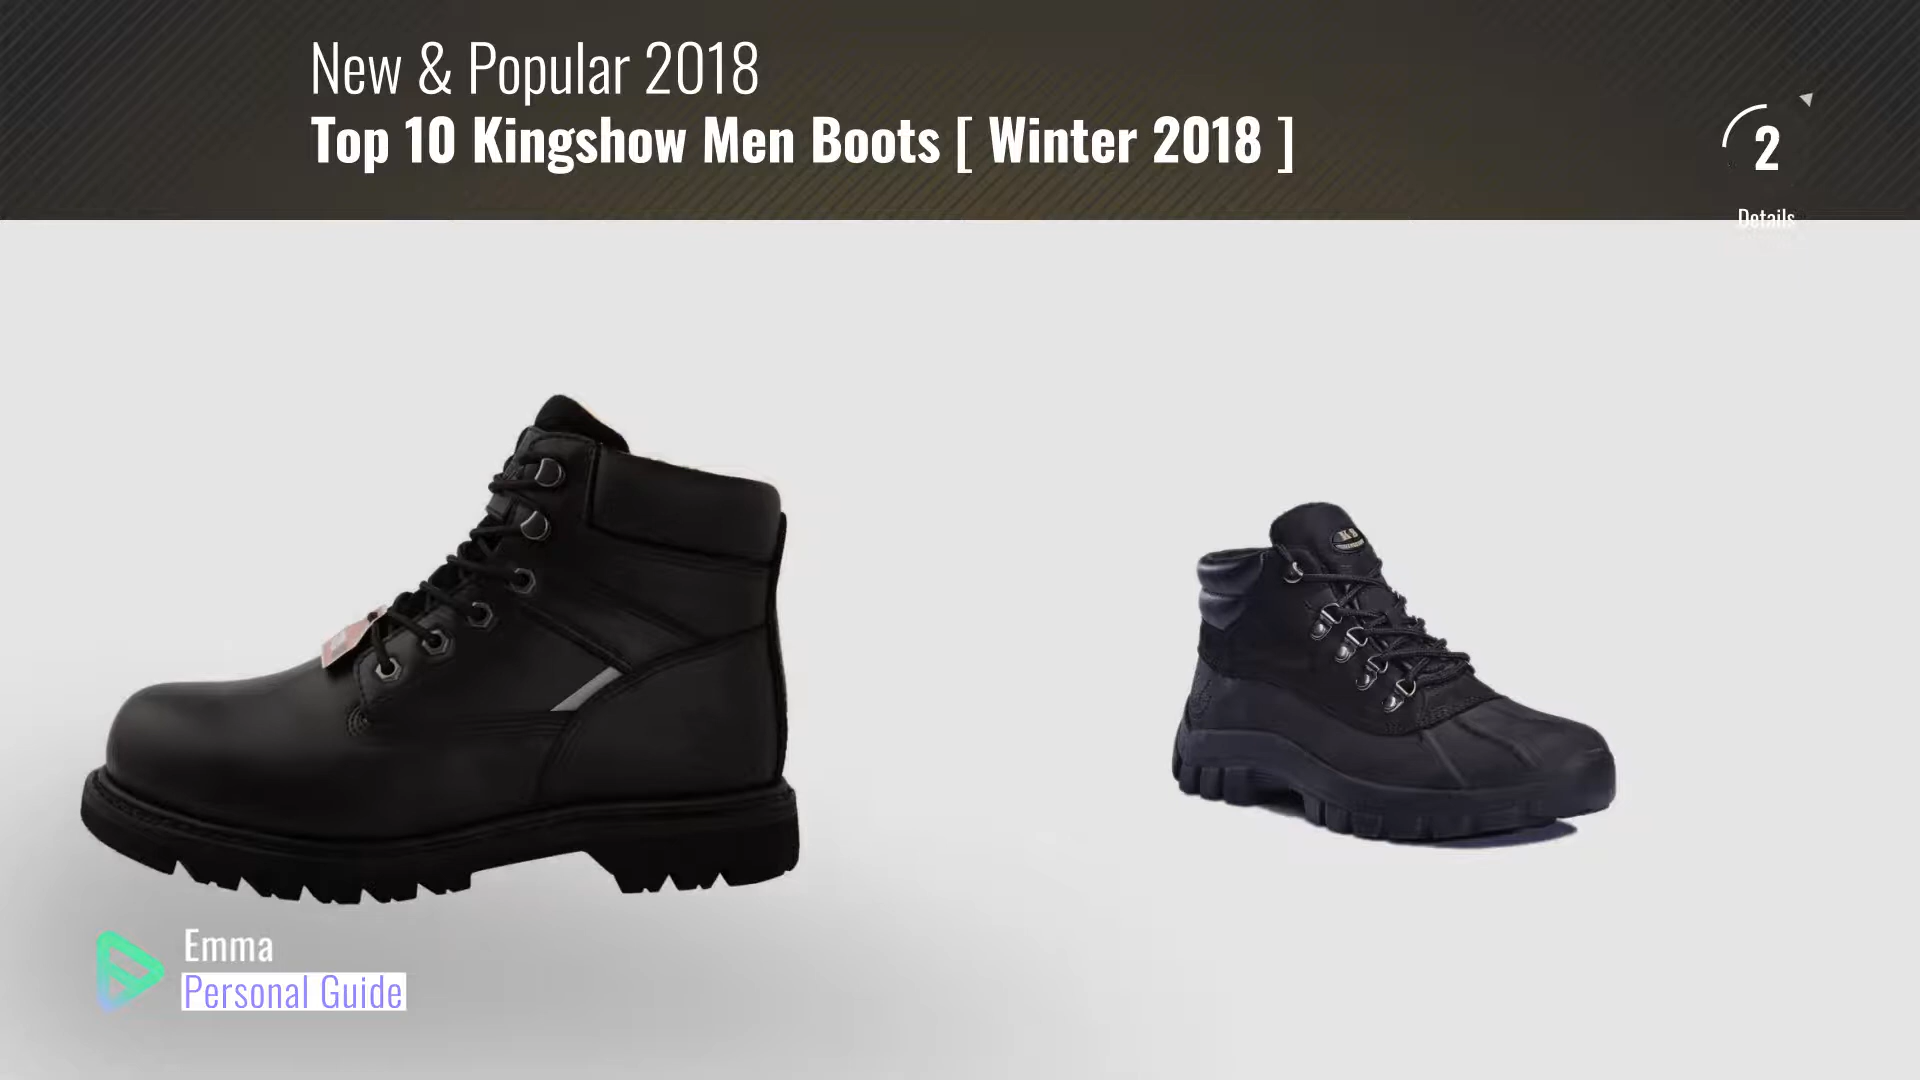 New & Popular 2018
Top 10 Kingshow Men Boots [ Winter 2018 ]
2
Details
Emma
Personal Guide